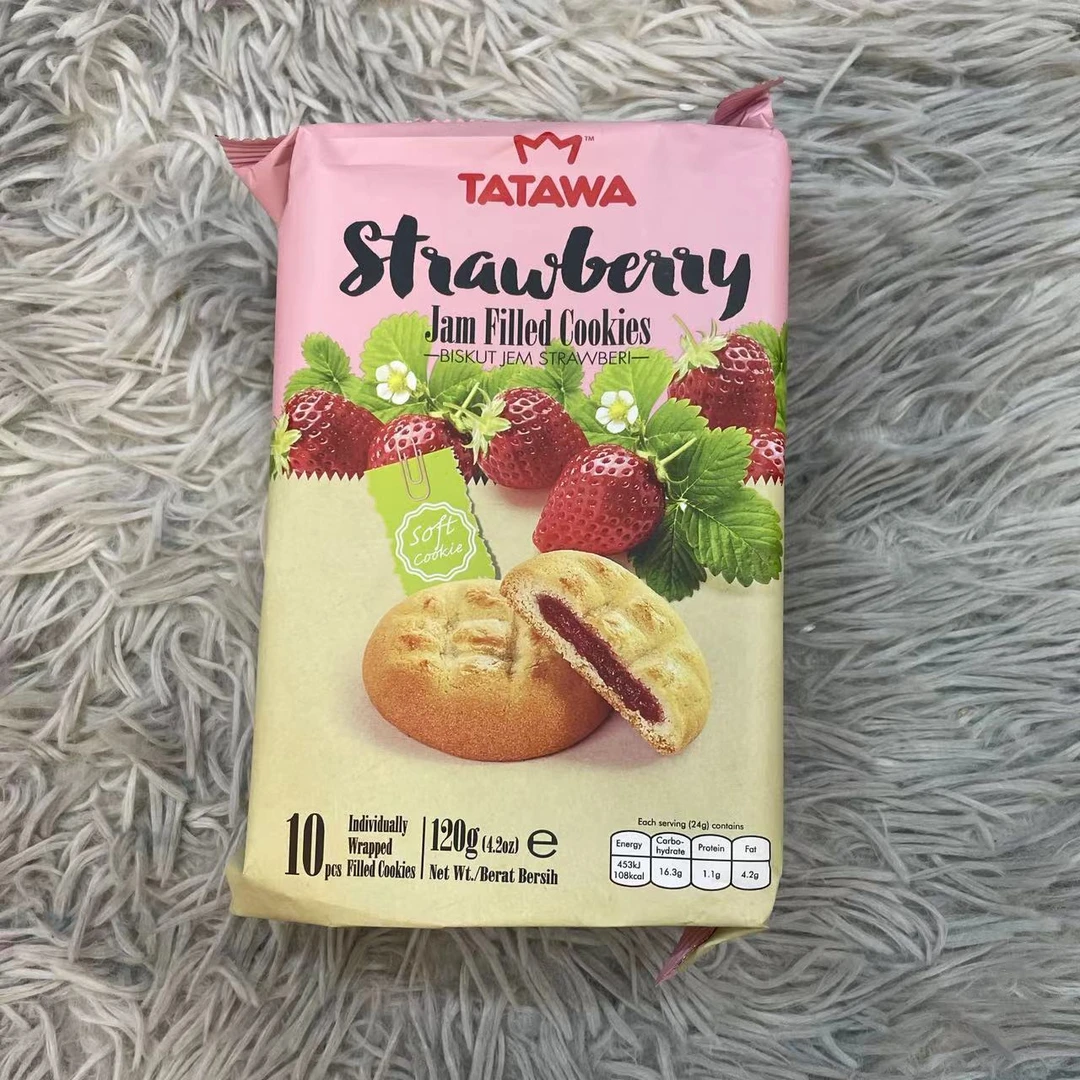 TATAWA™
Strawberry
Jam Filled Cookies
BISKUT JEM STRAWBERI
Soft
Cookie
10 pcs
Individually
Wrapped
Filled Cookies
120g (4.2oz) e
Net Wt./Berat Bersih
Each serving (24g) contains
Energy Carbo-hydrate Protein Fat
453kJ 108kcal 16.3g 1.1g 4.2g